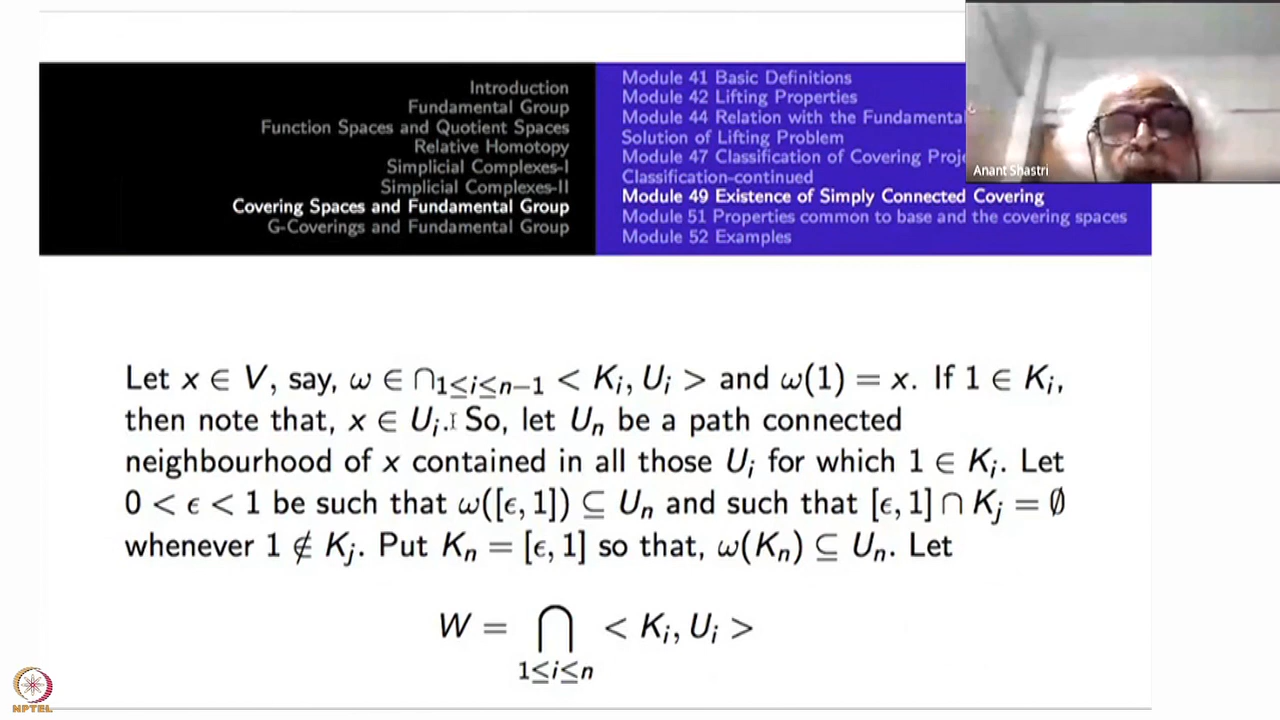 Introduction
Fundamental Group
Function Spaces and Quotient Spaces
Relative Homotopy
Simplicial Complexes-I
Simplicial Complexes-II
Covering Spaces and Fundamental Group
G-Coverings and Fundamental Group
Module 41 Basic Definitions
Module 42 Lifting Properties
Module 44 Relation with the Fundamental
Solution of Lifting Problem
Module 47 Classification of Covering Proje
Classification-continued
Module 49 Existence of Simply Connected Covering
Module 51 Properties common to base and the covering spaces
Module 52 Examples
Anant Shastri
Let x ∈ V, say, ω ∈ ∩1≤i≤n−1 < Ki, Ui > and ω(1) = x. If 1 ∈ Ki,
then note that, x ∈ Ui. So, let Un be a path connected
neighbourhood of x contained in all those Ui for which 1 ∈ Ki. Let
0 < ϵ < 1 be such that ω([ϵ, 1]) ⊆ Un and such that [ϵ, 1] ∩ Kj = ∅
whenever 1 ∉ Kj. Put Kn = [ϵ, 1] so that, ω(Kn) ⊆ Un. Let
W = ⋂ < Ki, Ui >
1≤i≤n
NPTEL